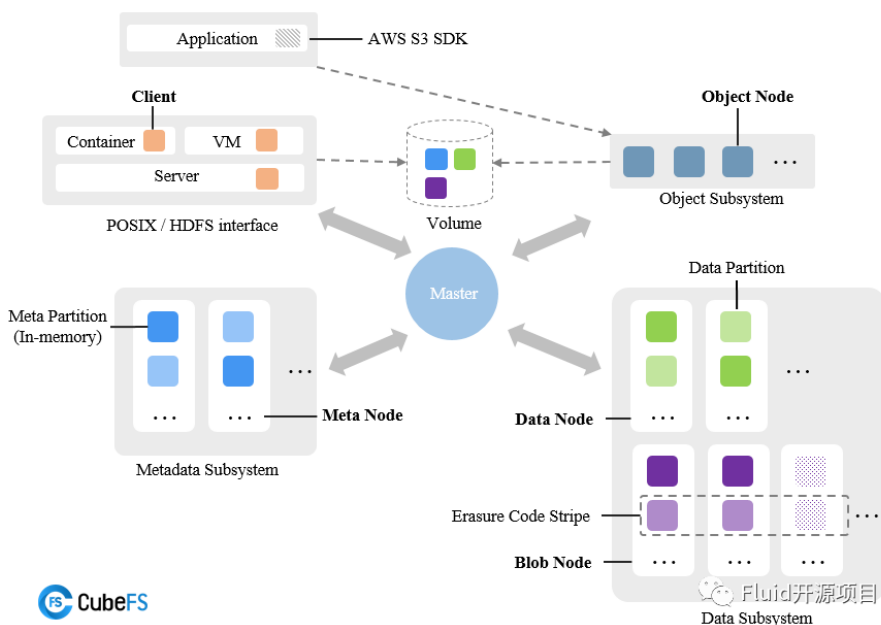 Application
AWS S3 SDK
Client
Object Node
Container
VM
Server
Volume
Object Subsystem
POSIX / HDFS interface
Master
Data Partition
Meta Partition
(In-memory)
...
...
...
...
Meta Node
Metadata Subsystem
...
...
...
Data Node
Erasure Code Stripe
...
Blob Node
...
...
...
FS
CubeFS
Fluid开源项目
Data Subsystem